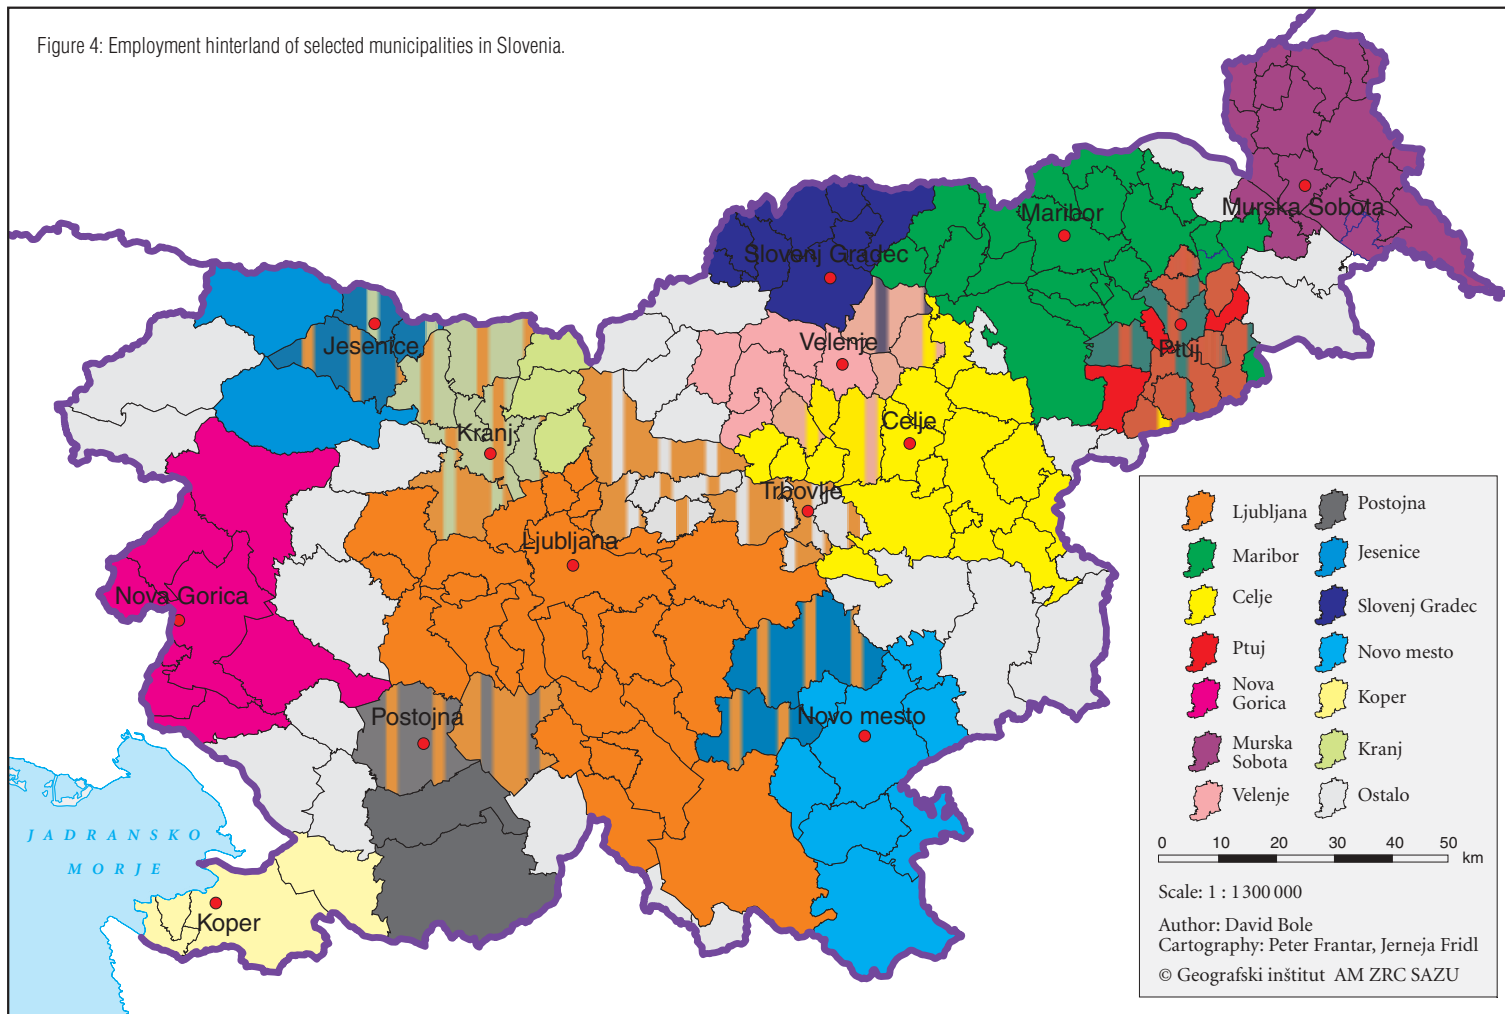 Figure 4: Employment hinterland of selected municipalities in Slovenia.
Murska Sobota
Maribor
Slovenj Gradec
Jesenice
Velenje
Ptuj
Kranj
Celje
Trbovlje
Ljubljana
Nova Gorica
Postojna
Novo mesto
Koper
JADRANSKO
MORJE
Ljubljana
Maribor
Celje
Ptuj
Nova
Gorica
Murska
Sobota
Velenje
Postojna
Jesenice
Slovenj Gradec
Novo mesto
Koper
Kranj
Ostalo
0 10 20 30 40 50 km
Scale: 1 : 1 300 000
Author: David Bole
Cartography: Peter Frantar, Jerneja Fridl
© Geografski inštitut AM ZRC SAZU